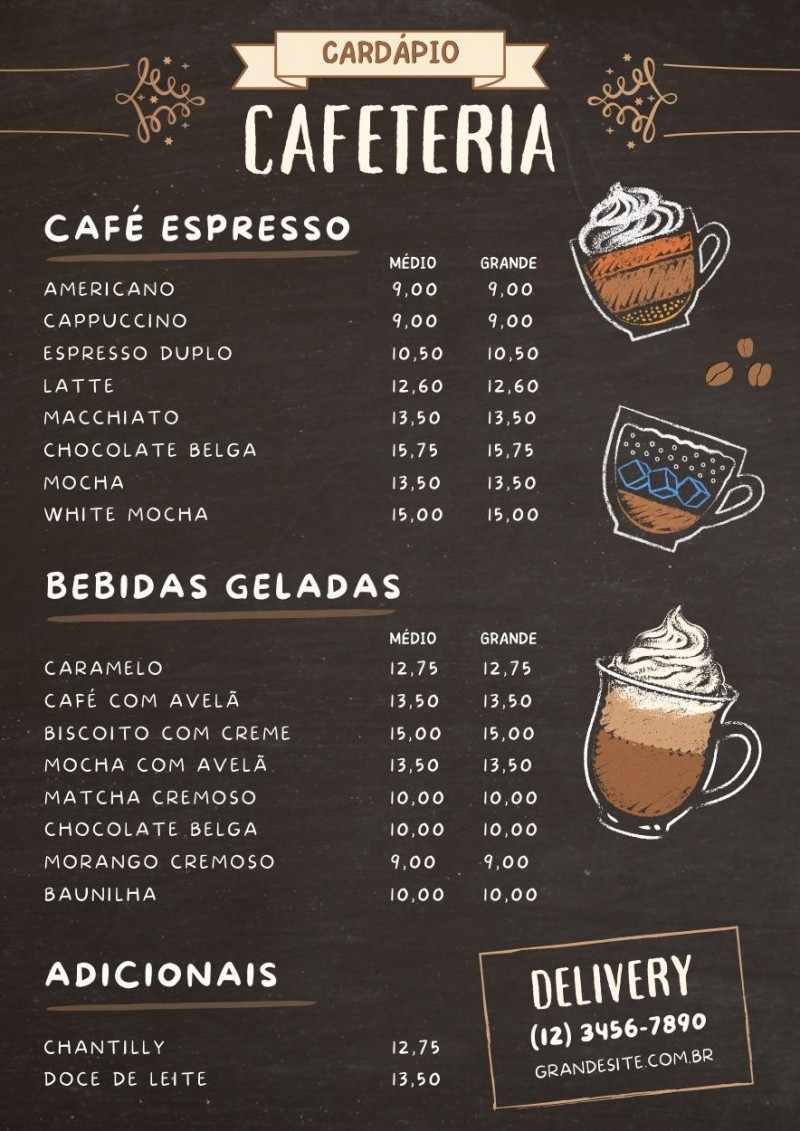 CARDÁPIO
CAFETERIA
CAFÉ ESPRESSO
MÉDIO GRANDE
AMERICANO 9,00 9,00
CAPPUCCINO 9,00 9,00
ESPRESSO DUPLO 10,50 10,50
LATTE 12,60 12,60
MACCHIATO 13,50 13,50
CHOCOLATE BELGA 15,75 15,75
MOCHA 13,50 13,50
WHITE MOCHA 15,00 15,00
BEBIDAS GELADAS
MÉDIO GRANDE
CARAMELO 12,75 12,75
CAFÉ COM AVELÃ 13,50 13,50
BISCOITO COM CREME 15,00 15,00
MOCHA COM AVELÃ 13,50 13,50
MATCHA CREMOSO 10,00 10,00
CHOCOLATE BELGA 10,00 10,00
MORANGO CREMOSO 9,00 9,00
BAUNILHA 10,00 10,00
ADICIONAIS
CHANTILLY 12,75
DOCE DE LEITE 13,50
DELIVERY
(12) 3456-7890
GRANDESITE.COM.BR